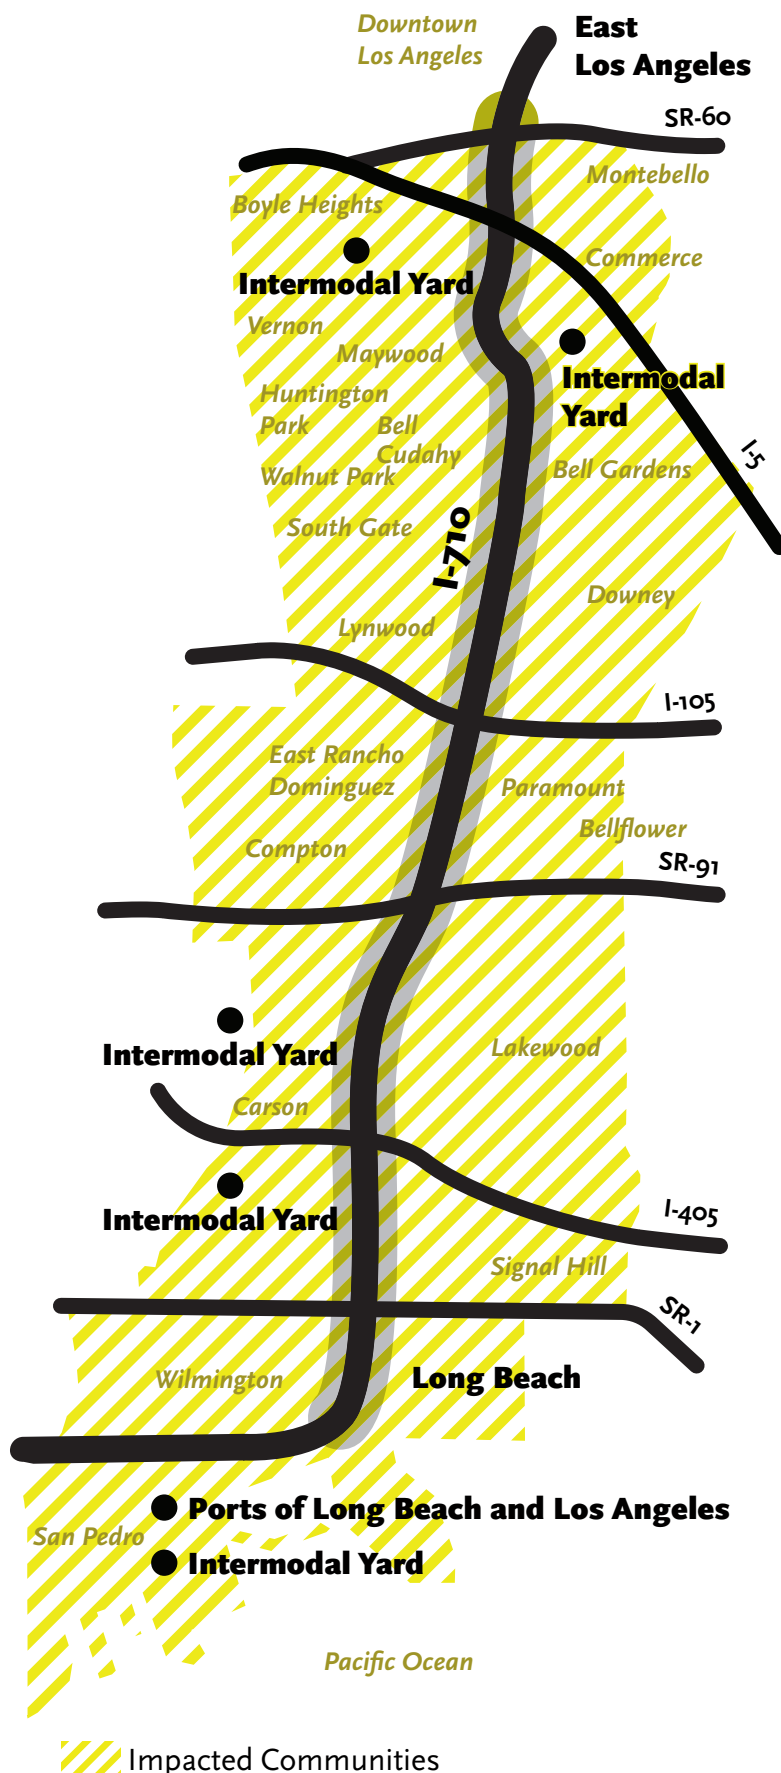 Downtown
Los Angeles
East
Los Angeles
SR-60
Montebello
Boyle Heights
Commerce
Intermodal Yard
Vernon
Maywood
Intermodal
Yard
Huntington
Park
Bell
Cudahy
I-5
Walnut Park
Bell Gardens
South Gate
I-710
Downey
Lynwood
I-105
East Rancho
Dominguez
Paramount
Bellflower
Compton
SR-91
Lakewood
Intermodal Yard
Carson
Intermodal Yard
I-405
Signal Hill
SR-1
Wilmington
Long Beach
Ports of Long Beach and Los Angeles
San Pedro
Intermodal Yard
Pacific Ocean
Impacted Communities